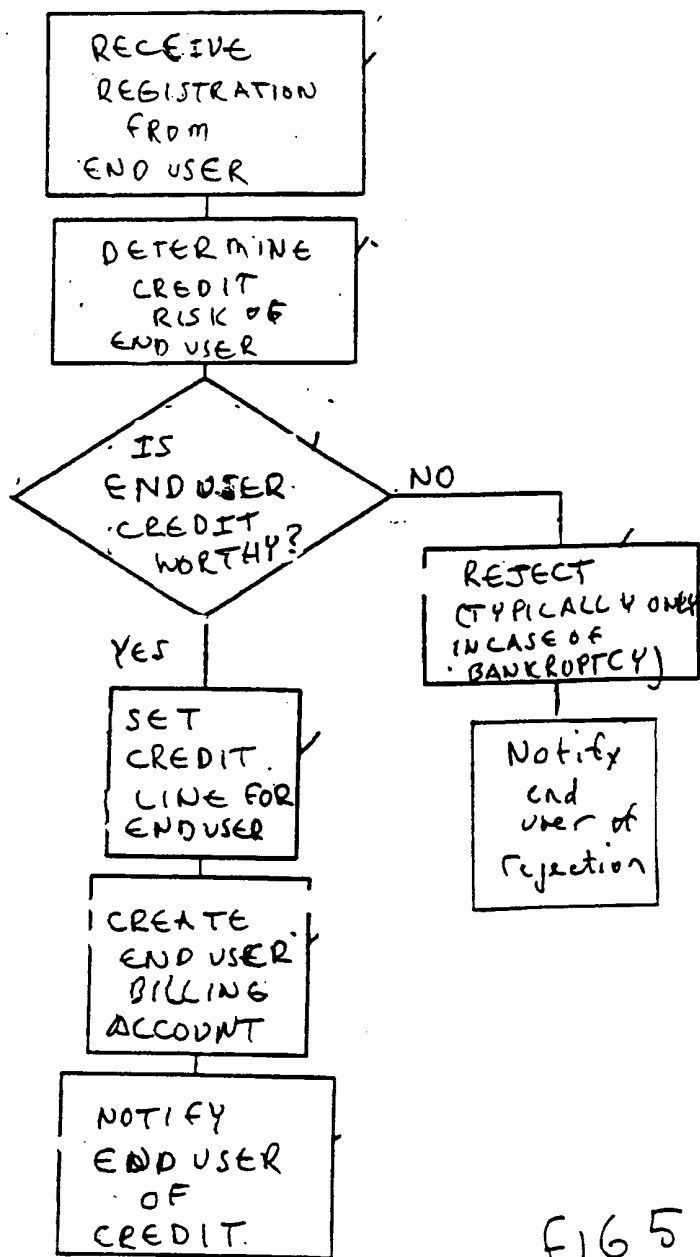 RECEIVE
REGISTRATION
FROM
END USER
DETERMINE
CREDIT
RISK OF
END USER
IS
END USER
CREDIT
WORTHY?
NO
YES
REJECT
(TYPICALLY ONLY
IN CASE OF
BANKRUPTCY)
Notify
end
user of
rejection
SET
CREDIT
LINE FOR
END USER
CREATE
END USER
BILLING
ACCOUNT
NOTIFY
END USER
OF
CREDIT.
FIG 5